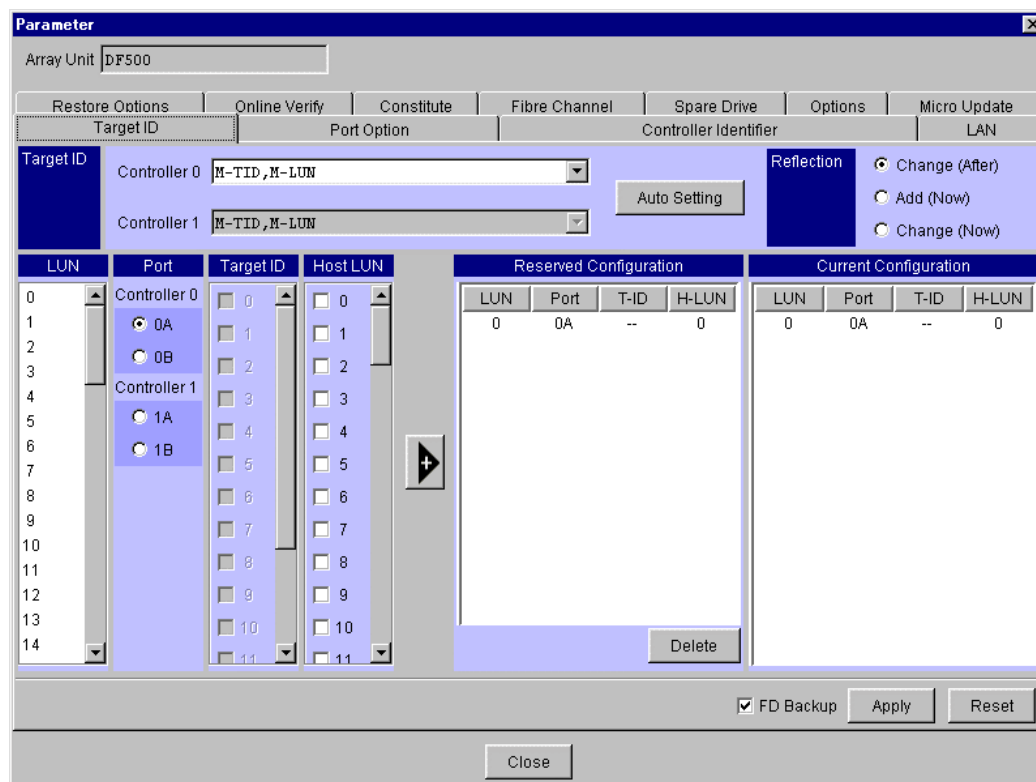 Parameter
Array Unit DF500
Restore Options Online Verify Constitute Fibre Channel Spare Drive Options Micro Update
Target ID Port Option Controller Identifier LAN
Target ID Controller 0 M-TID,M-LUN Auto Setting Reflection Change (After)
Add (Now)
Controller 1 M-TID,M-LUN Change (Now)
LUN Port Target ID Host LUN Reserved Configuration Current Configuration
0 Controller 0 0 0 LUN Port T-ID H-LUN LUN Port T-ID H-LUN
1 0A 1 1 0 0A -- 0 0 0A -- 0
2 0B 2 2
3 Controller 1 3 3
4 1A 4 4
5 1B 5 5
6 6 6
7 7 7
8 8 8
9 9 9
10 10 10
11 11 11
12
13
14 Delete
FD Backup Apply Reset
Close